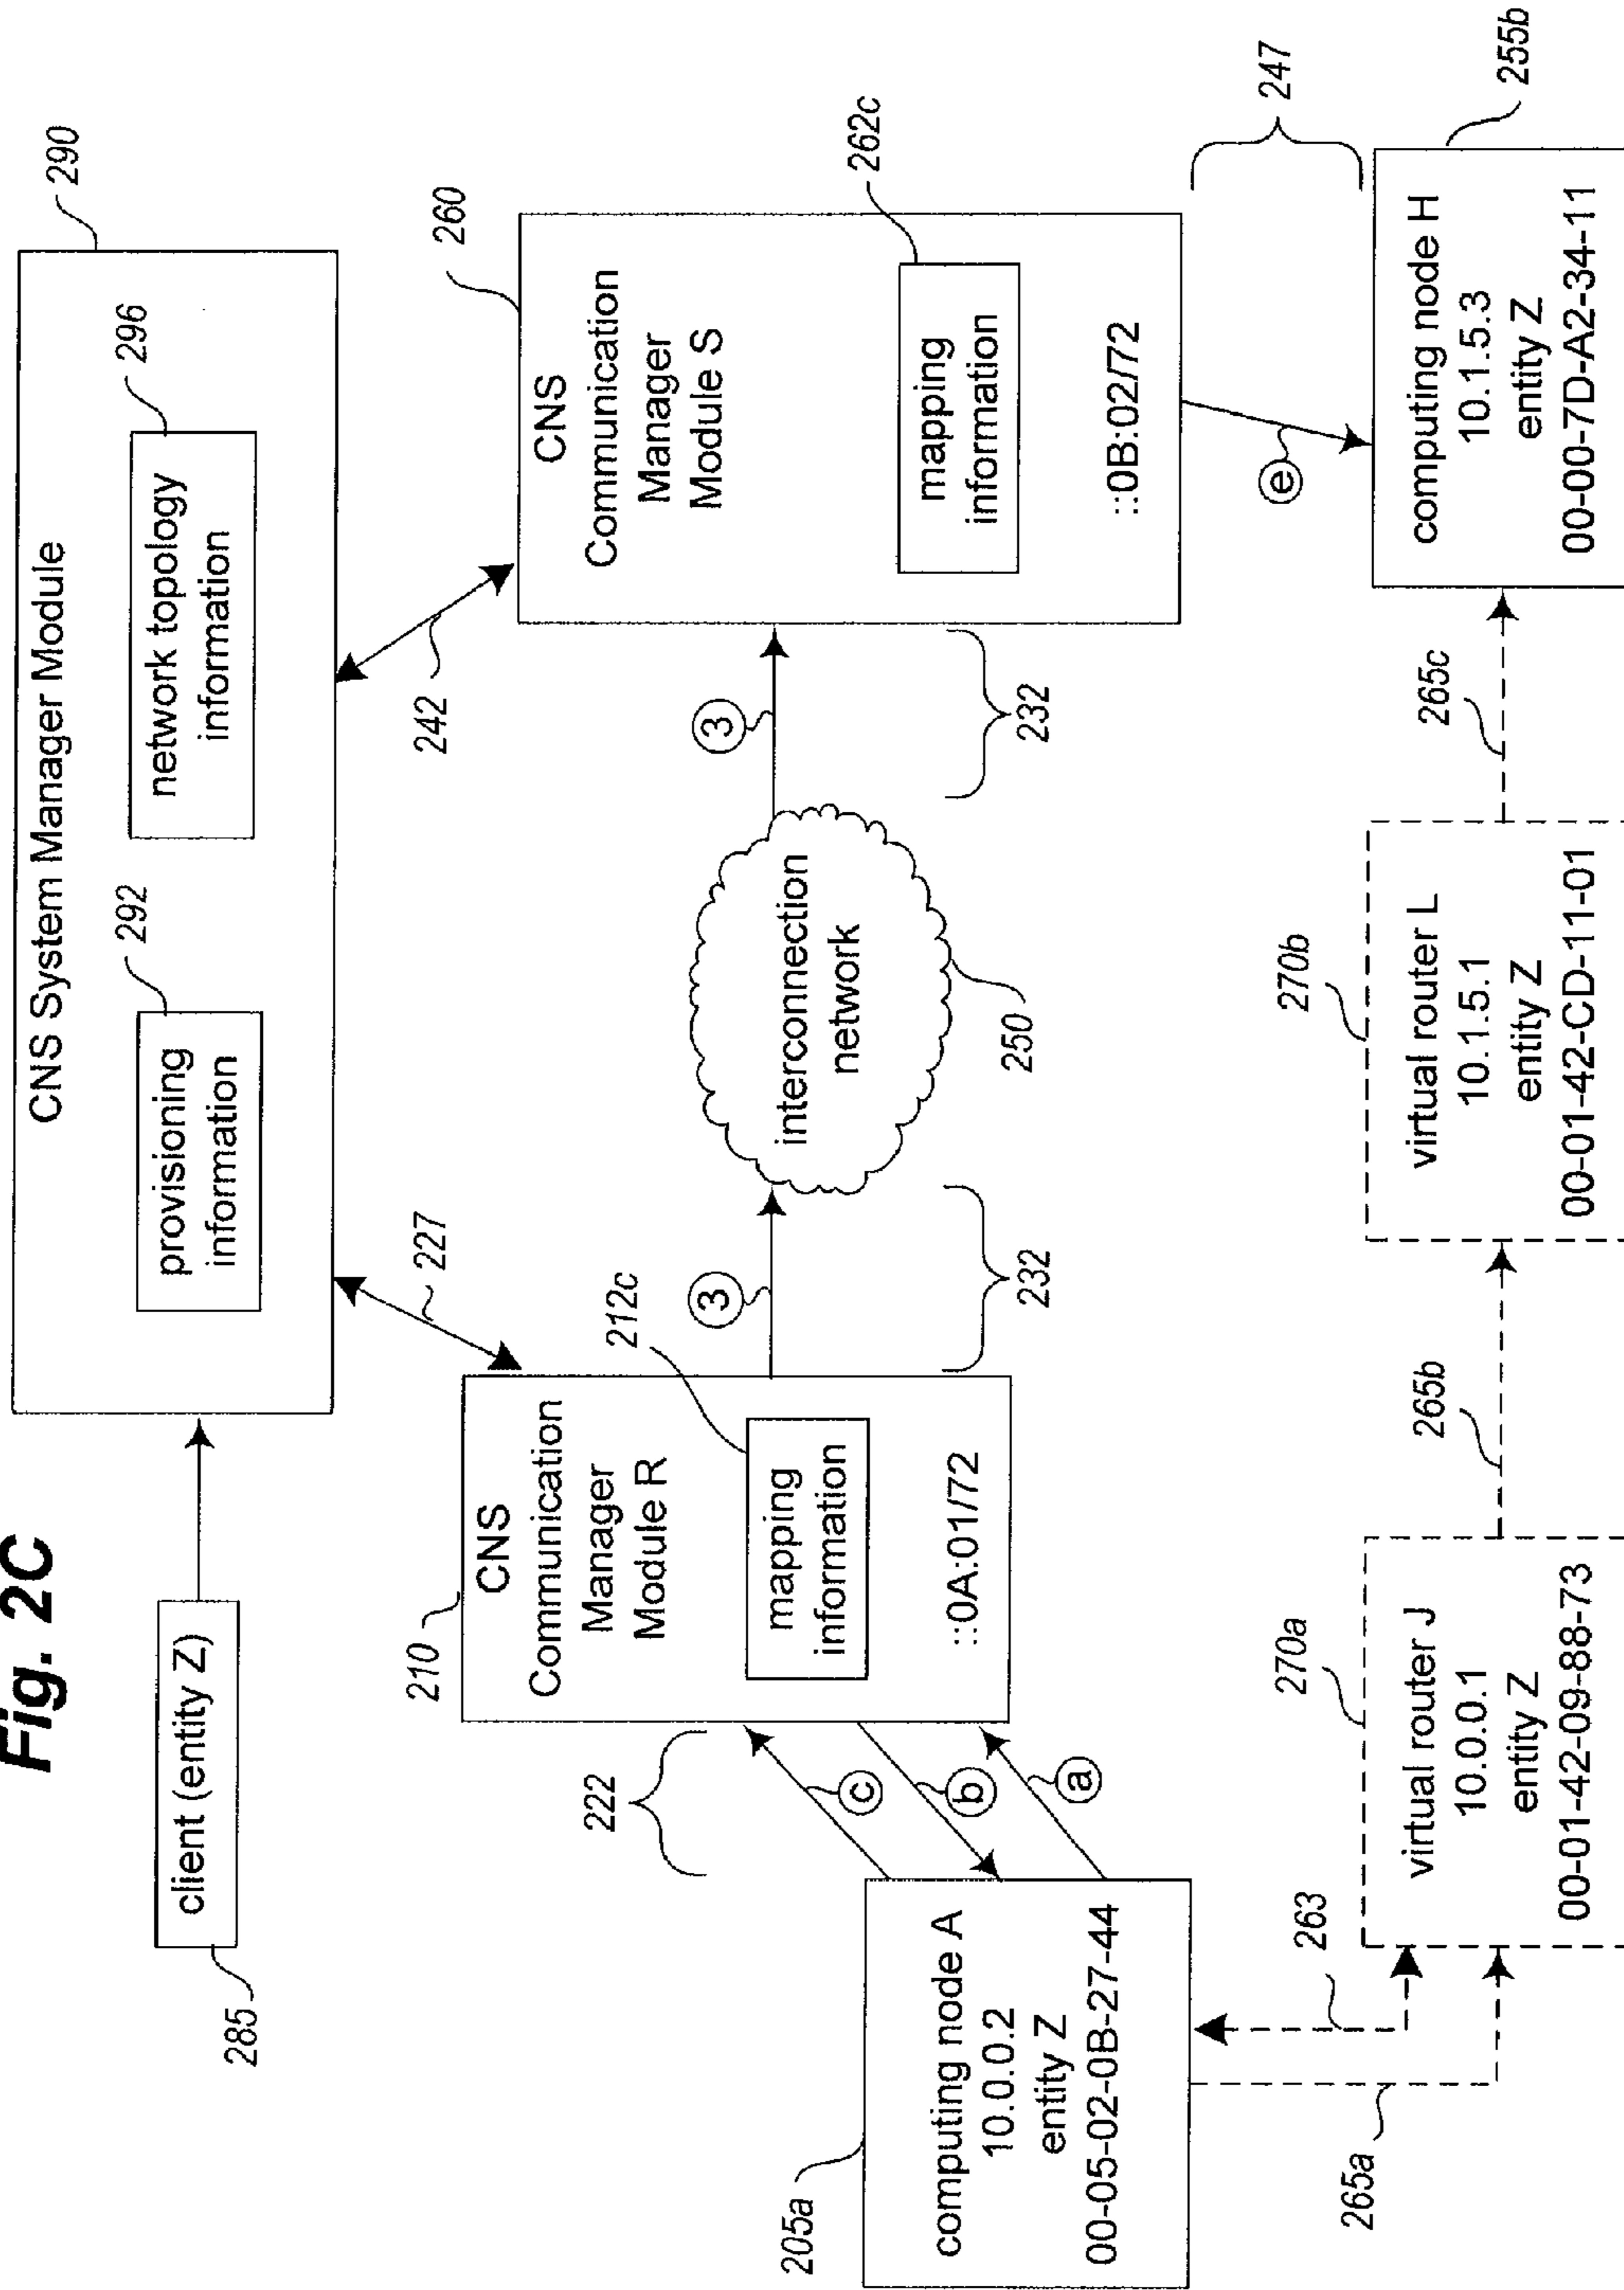 Fig. 2C
client (entity Z)
285
CNS System Manager Module
290
provisioning
information
292
network topology
information
296
227
242
210
CNS
Communication
Manager
Module R
mapping
information
212c
::0A:01/72
3
232
interconnection
network
250
3
232
CNS
Communication
Manager
Module S
260
mapping
information
262c
::0B:02/72
222
c
b
a
e
247
205a
computing node A
10.0.0.2
entity Z
00-05-02-0B-27-44
263
265a
270a
virtual router J
10.0.0.1
entity Z
00-01-42-09-88-73
265b
270b
virtual router L
10.1.5.1
entity Z
00-01-42-CD-11-01
265c
computing node H
10.1.5.3
entity Z
00-00-7D-A2-34-11
255b